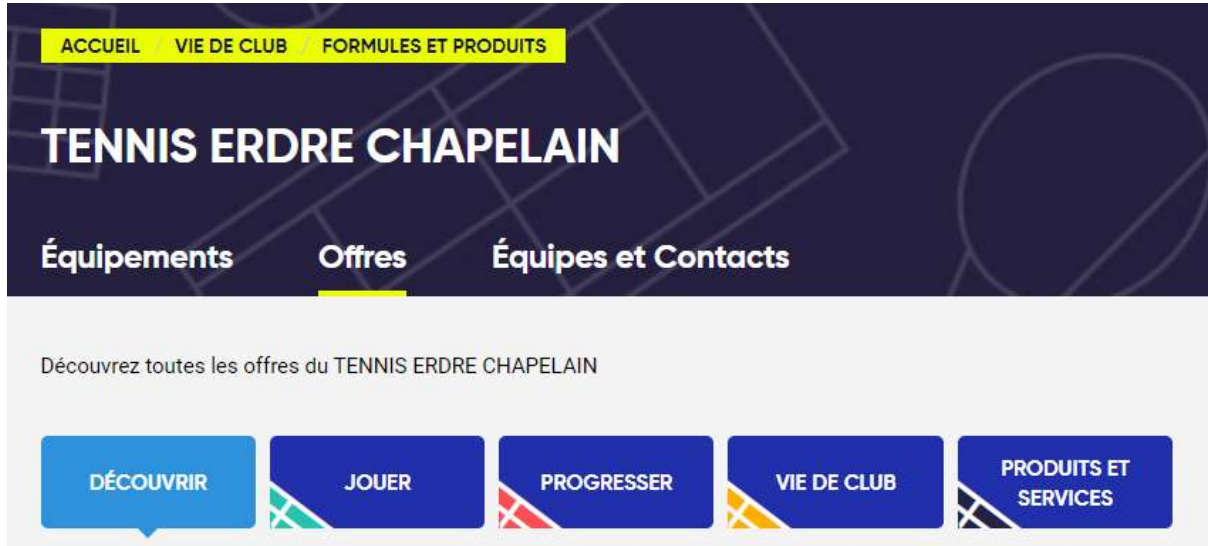 ACCUEIL / VIE DE CLUB / FORMULES ET PRODUITS
TENNIS ERDRE CHAPELAIN
Équipements Offres Équipes et Contacts
Découvrez toutes les offres du TENNIS ERDRE CHAPELAIN
DÉCOUVRIR
JOUER
PROGRESSER
VIE DE CLUB
PRODUITS ET
SERVICES